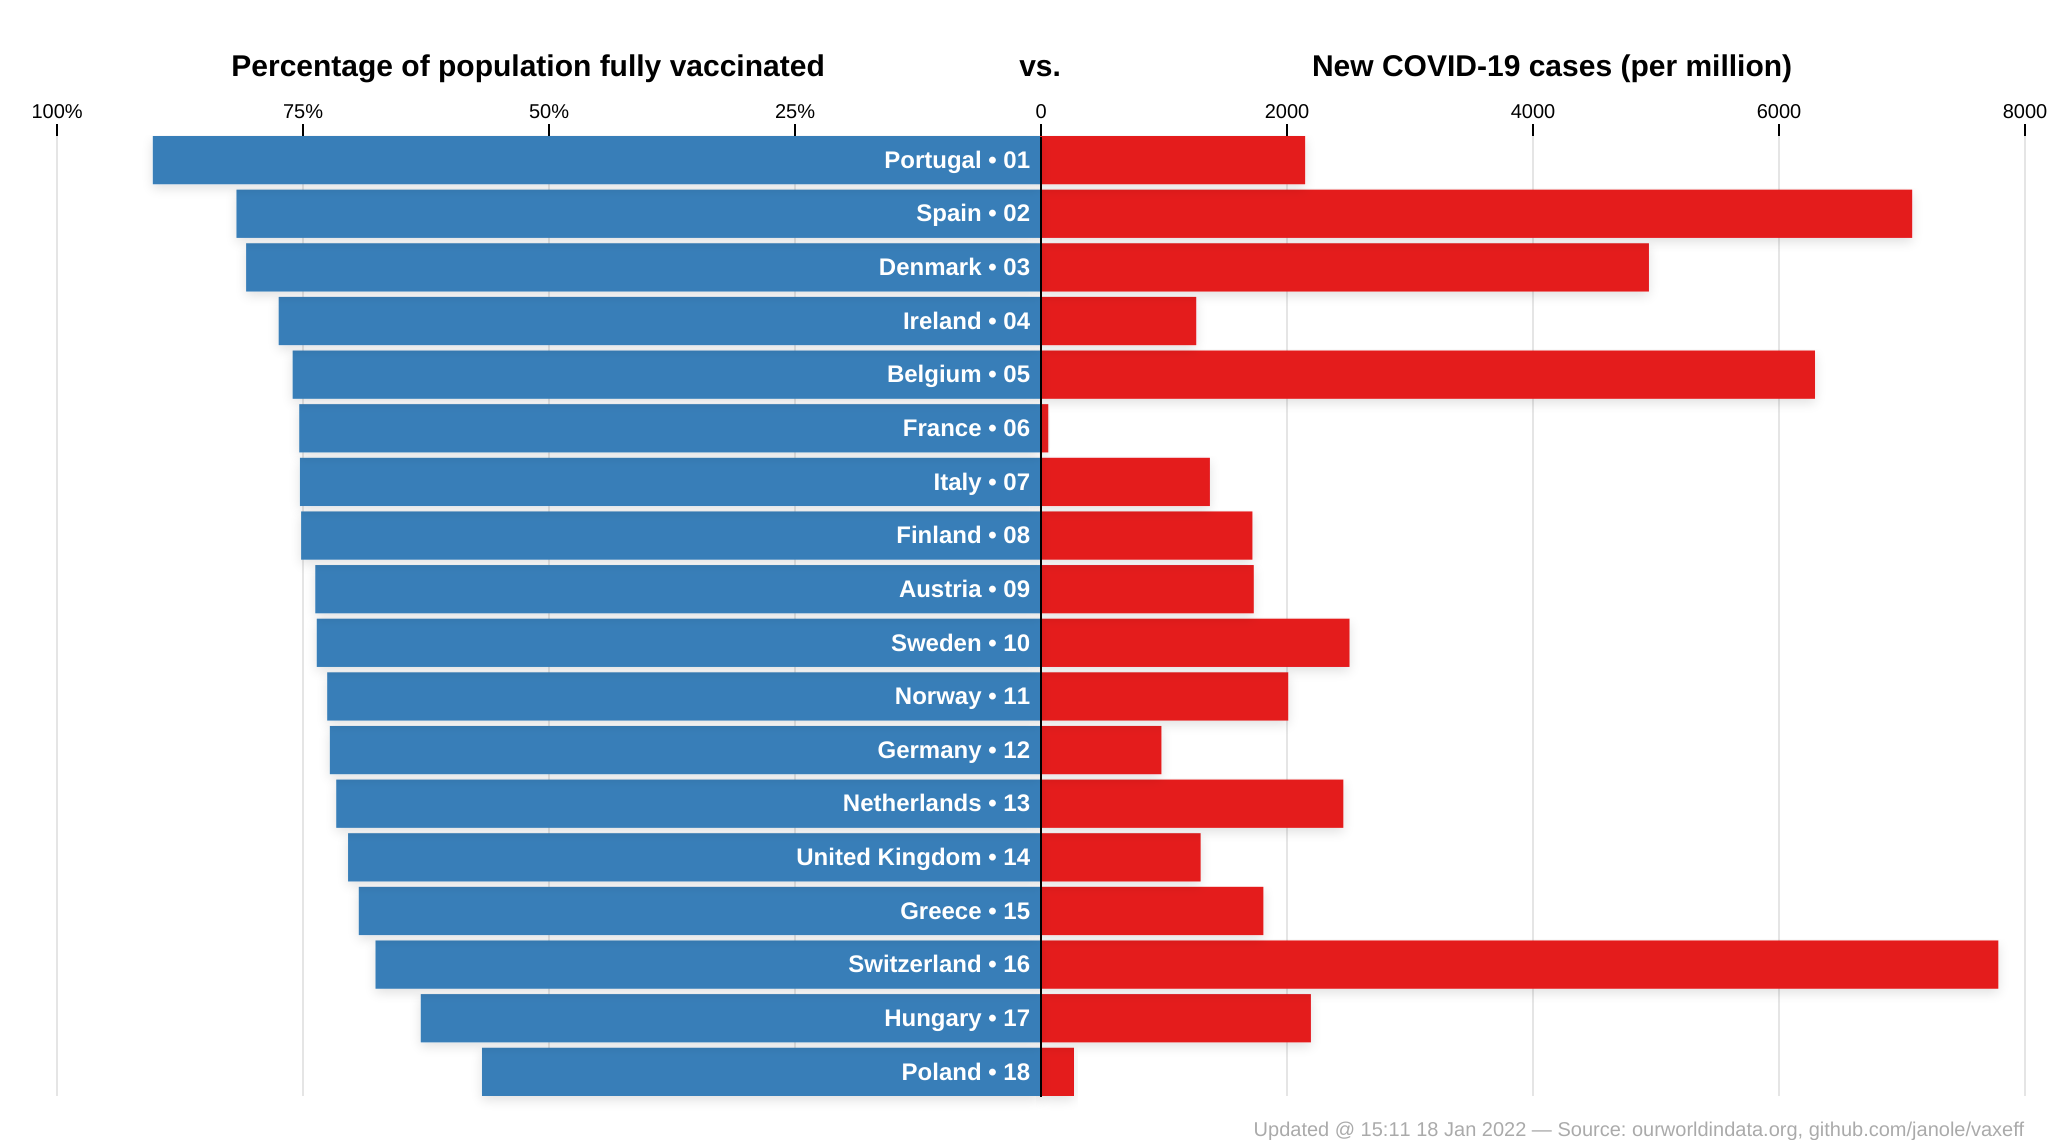 Percentage of population fully vaccinated vs. New COVID-19 cases (per million)
100% 75% 50% 25% 0 2000 4000 6000 8000
Portugal • 01
Spain • 02
Denmark • 03
Ireland • 04
Belgium • 05
France • 06
Italy • 07
Finland • 08
Austria • 09
Sweden • 10
Norway • 11
Germany • 12
Netherlands • 13
United Kingdom • 14
Greece • 15
Switzerland • 16
Hungary • 17
Poland • 18
Updated @ 15:11 18 Jan 2022 — Source: ourworldindata.org, github.com/janole/vaxeff